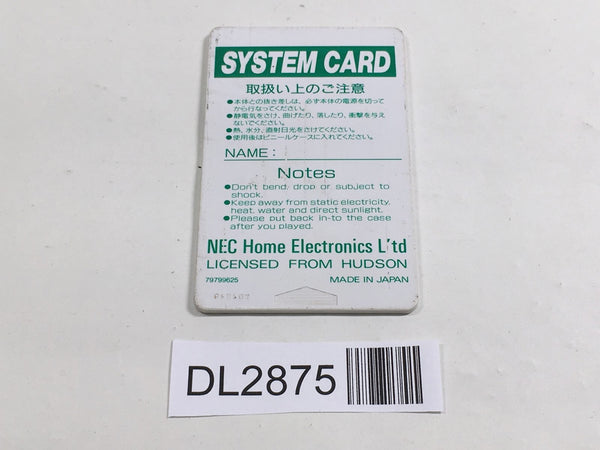 SYSTEM CARD
取扱い上のご注意
●本体との抜き差しは、必ず本体の電源を切って
から行なってください。
●静電気をさけ、曲げたり、落したり、衝撃を与え
ないでください。
●熱、水分、直射日光をさけてください。
●使用後はビニールケースに入れてください。
NAME:
Notes
●Don't bend, drop or subject to
shock.
●Keep away from static electricity,
heat, water and direct sunlight.
●Please put back in-to the case
after you played.
NEC Home Electronics L'td
LICENSED FROM HUDSON
79799625 MADE IN JAPAN
DL2875